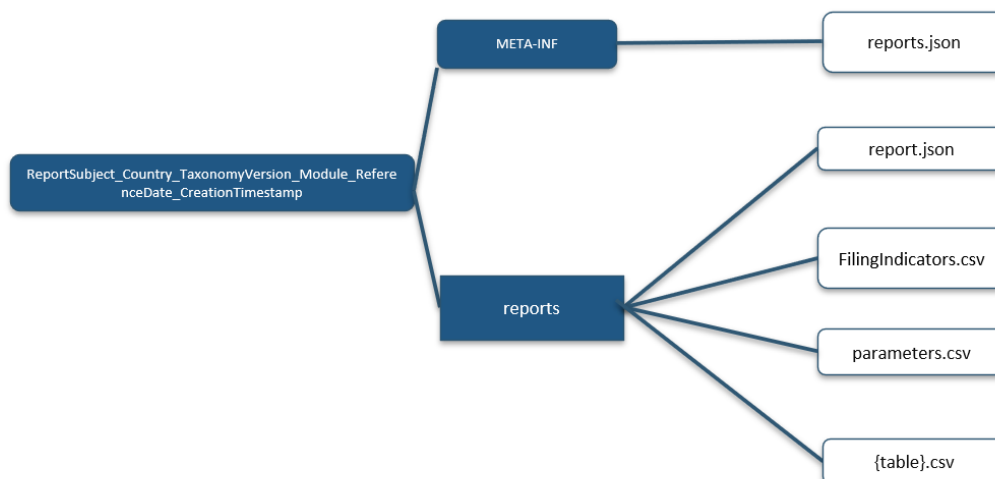 META-INF
reports.json
report.json
ReportSubject_Country_TaxonomyVersion_Module_Refere
nceDate_CreationTimestamp
FilingIndicators.csv
reports
parameters.csv
{table}.csv